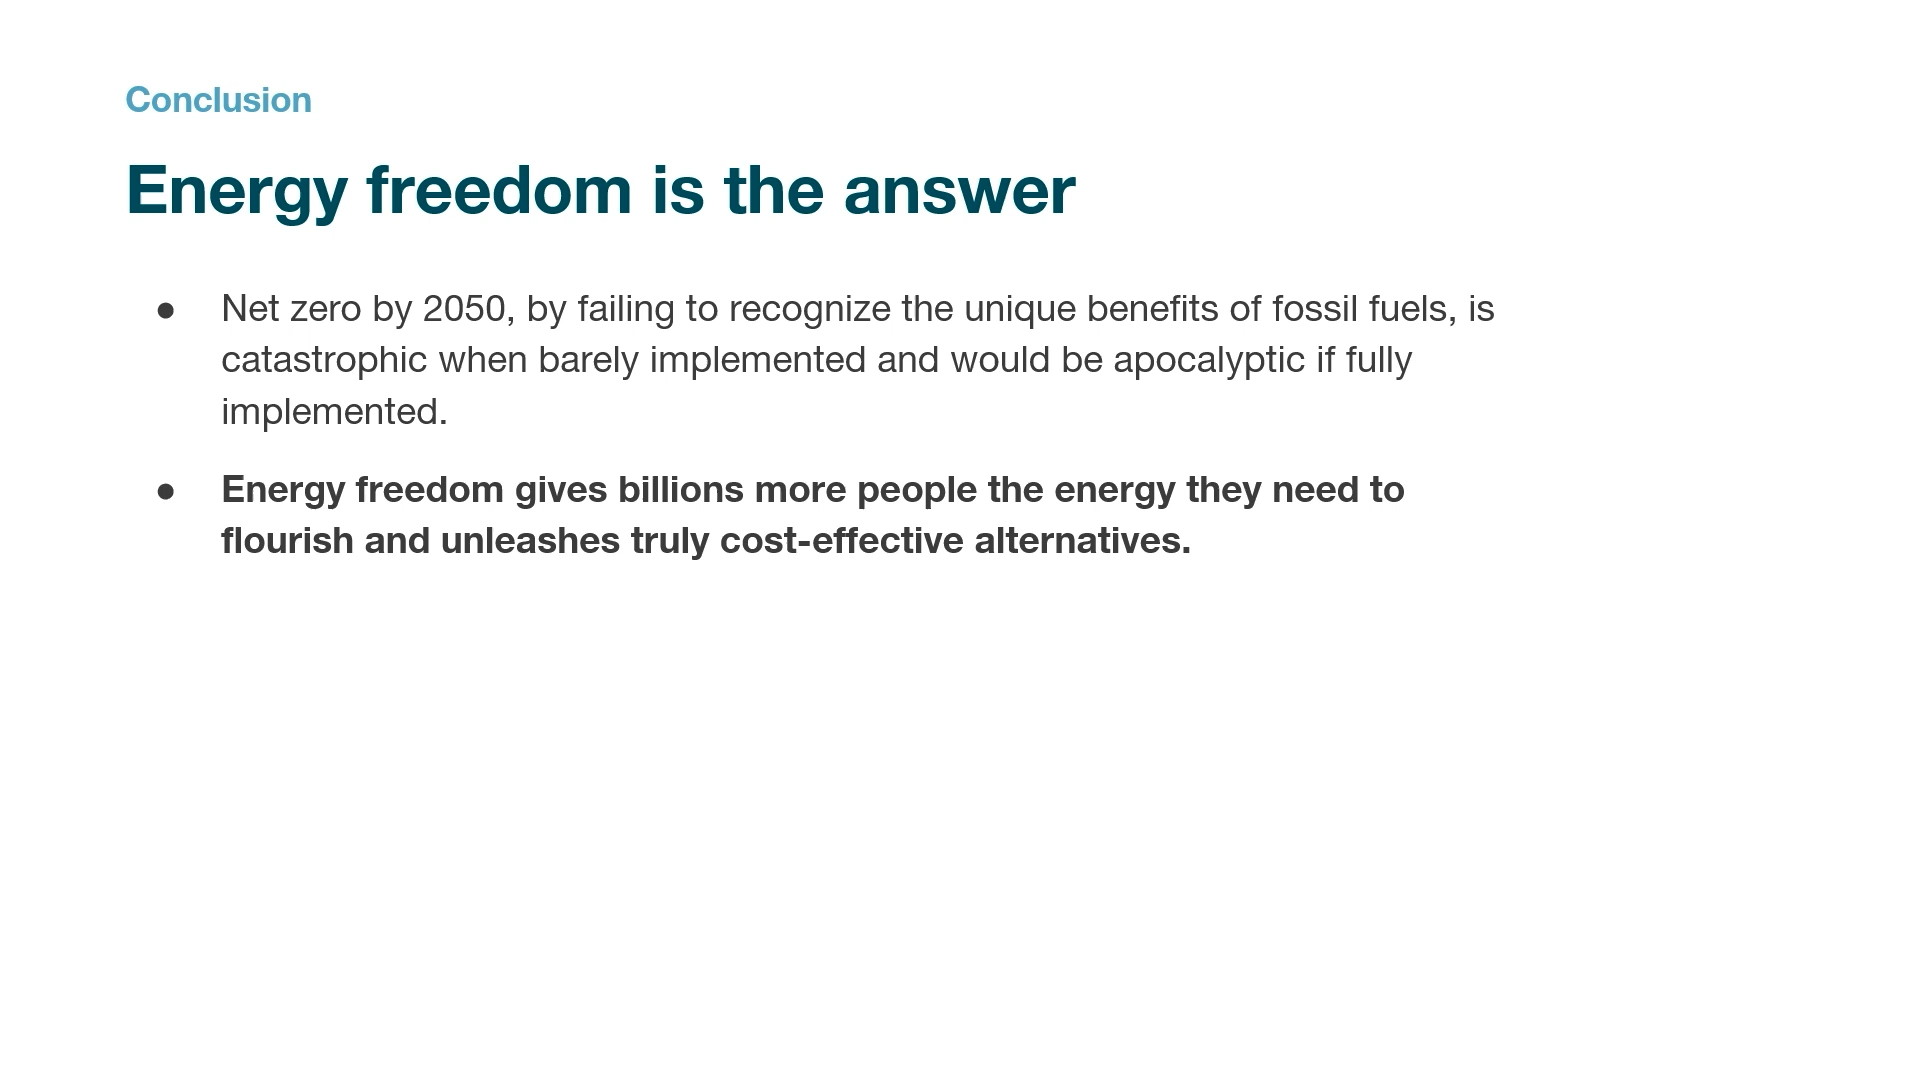 Conclusion
Energy freedom is the answer
● Net zero by 2050, by failing to recognize the unique benefits of fossil fuels, is
catastrophic when barely implemented and would be apocalyptic if fully
implemented.
● Energy freedom gives billions more people the energy they need to
flourish and unleashes truly cost-effective alternatives.